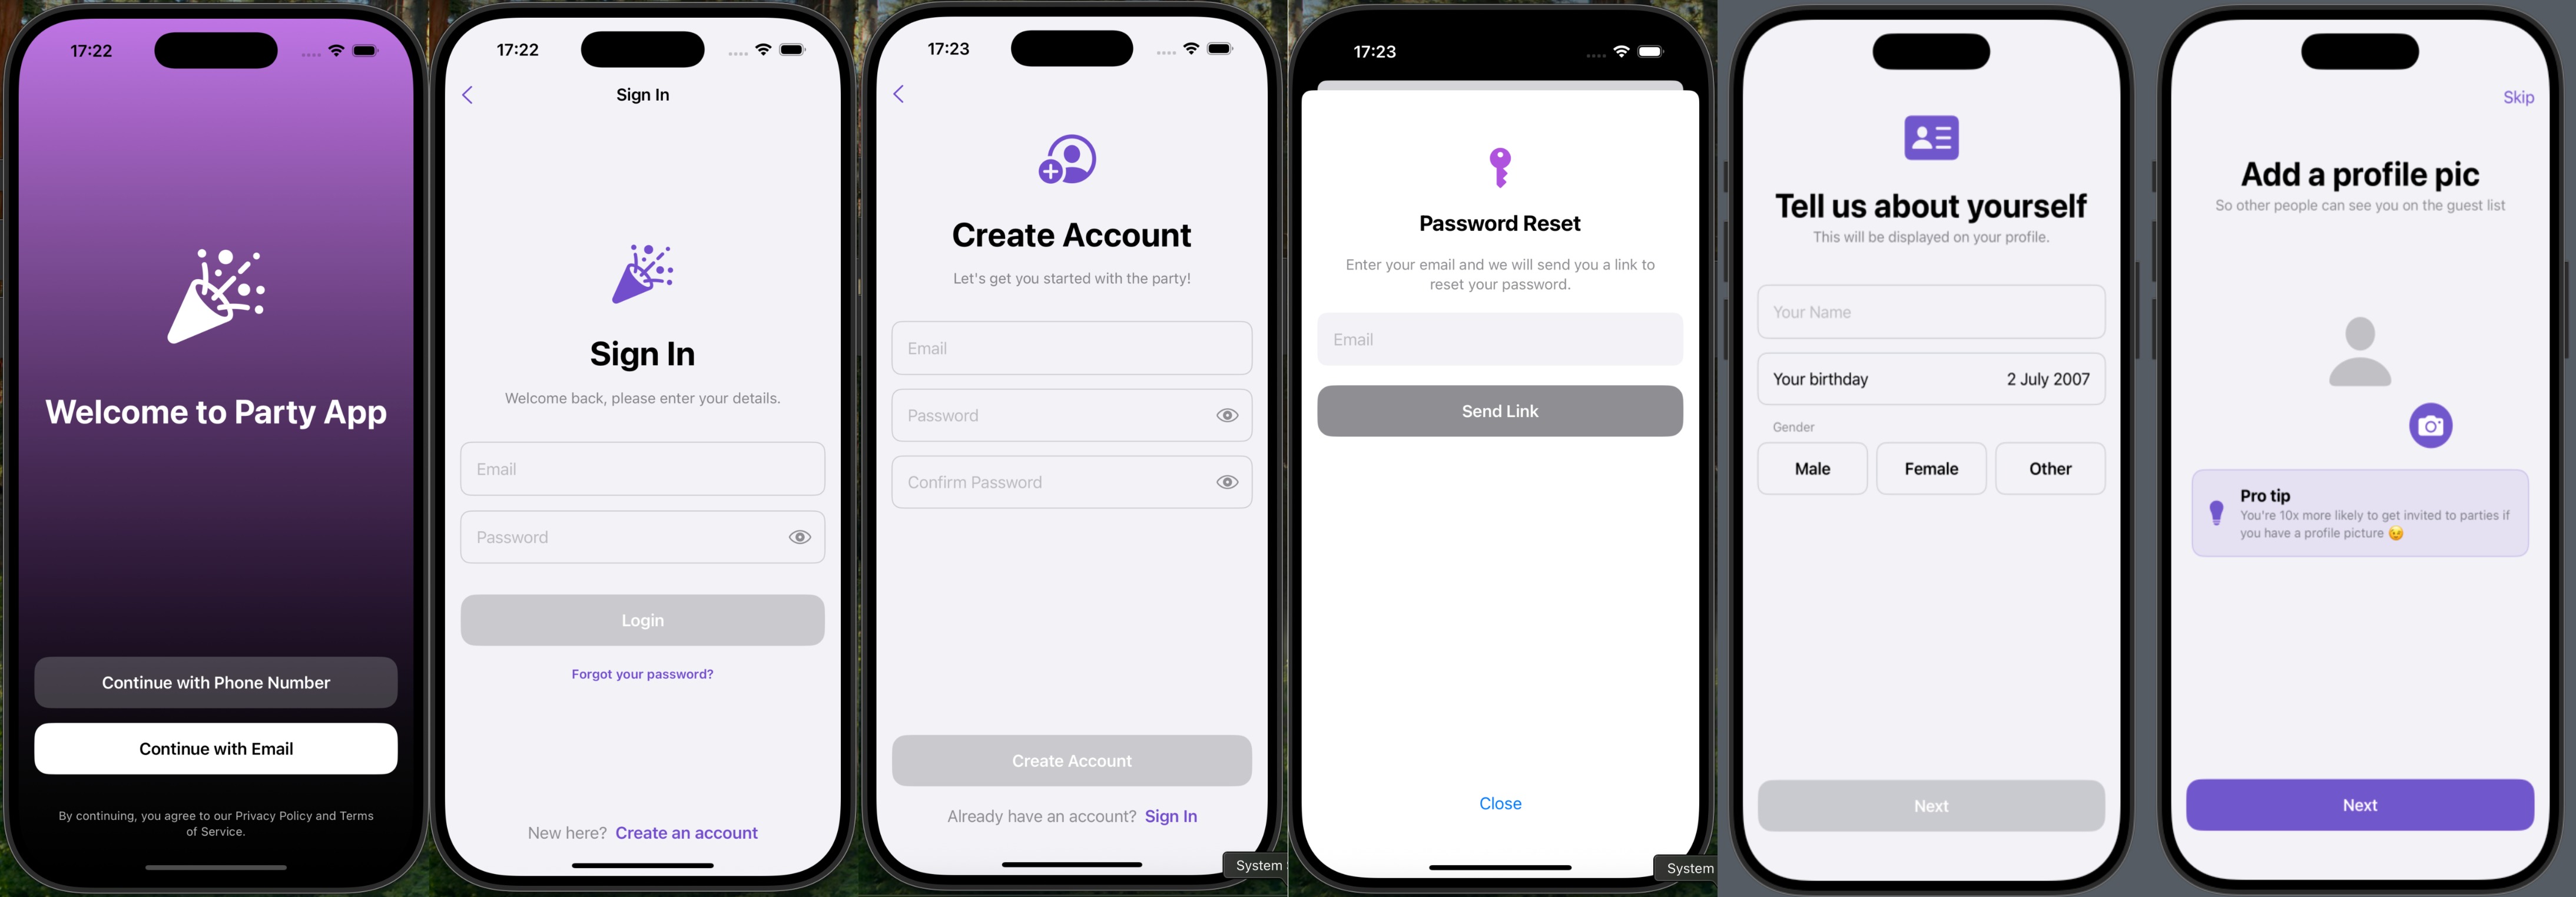 17:22
Welcome to Party App
Continue with Phone Number
Continue with Email
By continuing, you agree to our Privacy Policy and Terms
of Service.
17:22
Sign In
Sign In
Welcome back, please enter your details.
Email
Password
Login
Forgot your password?
New here? Create an account
17:23
Create Account
Let's get you started with the party!
Email
Password
Confirm Password
Create Account
Already have an account? Sign In
System
17:23
Password Reset
Enter your email and we will send you a link to
reset your password.
Email
Send Link
Close
System
Tell us about yourself
This will be displayed on your profile.
Your Name
Your birthday 2 July 2007
Gender
Male Female Other
Next
Skip
Add a profile pic
So other people can see you on the guest list
Pro tip
You're 10x more likely to get invited to parties if
you have a profile picture 😉
Next